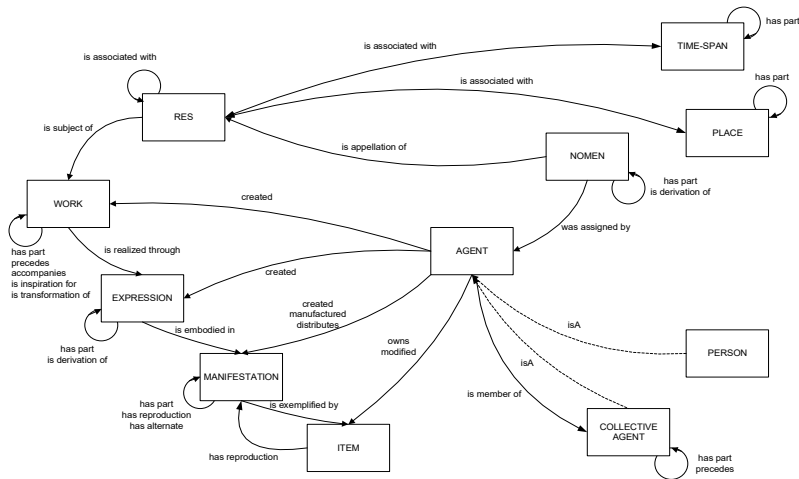 has part
is associated with
TIME-SPAN
is associated with
is associated with
has part
RES
PLACE
is subject of
is appellation of
NOMEN
has part
is derivation of
WORK
created
was assigned by
has part
precedes
accompanies
is inspiration for
is transformation of
is realized through
AGENT
EXPRESSION
created
has part
is derivation of
is embodied in
created
manufactured
distributes
isA
PERSON
owns
modified
isA
MANIFESTATION
has part
has reproduction
has alternate
is exemplified by
is member of
COLLECTIVE
AGENT
has part
precedes
has reproduction
ITEM